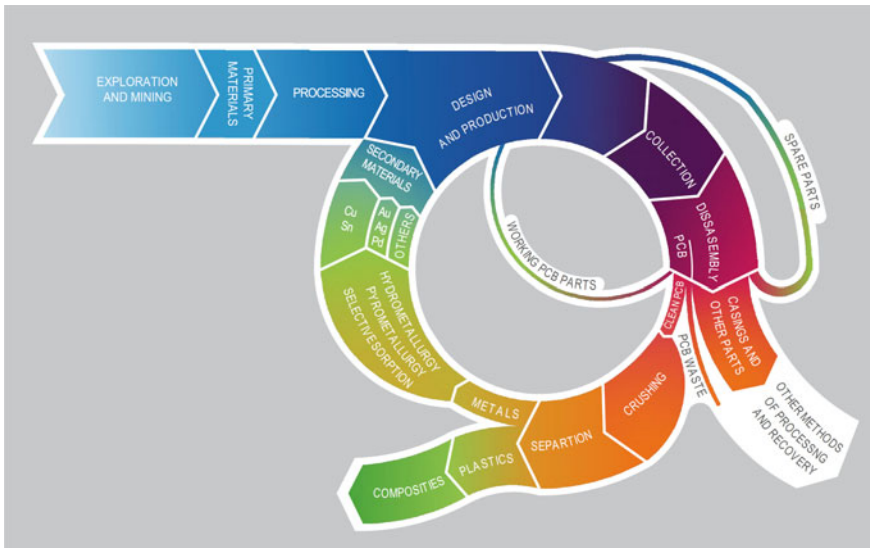 EXPLORATION
AND MINING
PRIMARY
MATERIALS
PROCESSING
DESIGN
AND PRODUCTION
COLLECTION
SPARE PARTS
DISSASEMBLY
PCB
WORKING PCB PARTS
CLEAN PCB
PCB WASTE
CASINGS AND
OTHER PARTS
OTHER METHODS
OF PROCESSNG
AND RECOVERY
CRUSHING
SEPARTION
PLASTICS
COMPOSITIES
METALS
HYDROMETALLURGY
PYROMETALLURGY
SELECTIVE SORPTION
Cu
Sn
Au
Ag
Pd
OTHERS
SECONDARY
MATERIALS